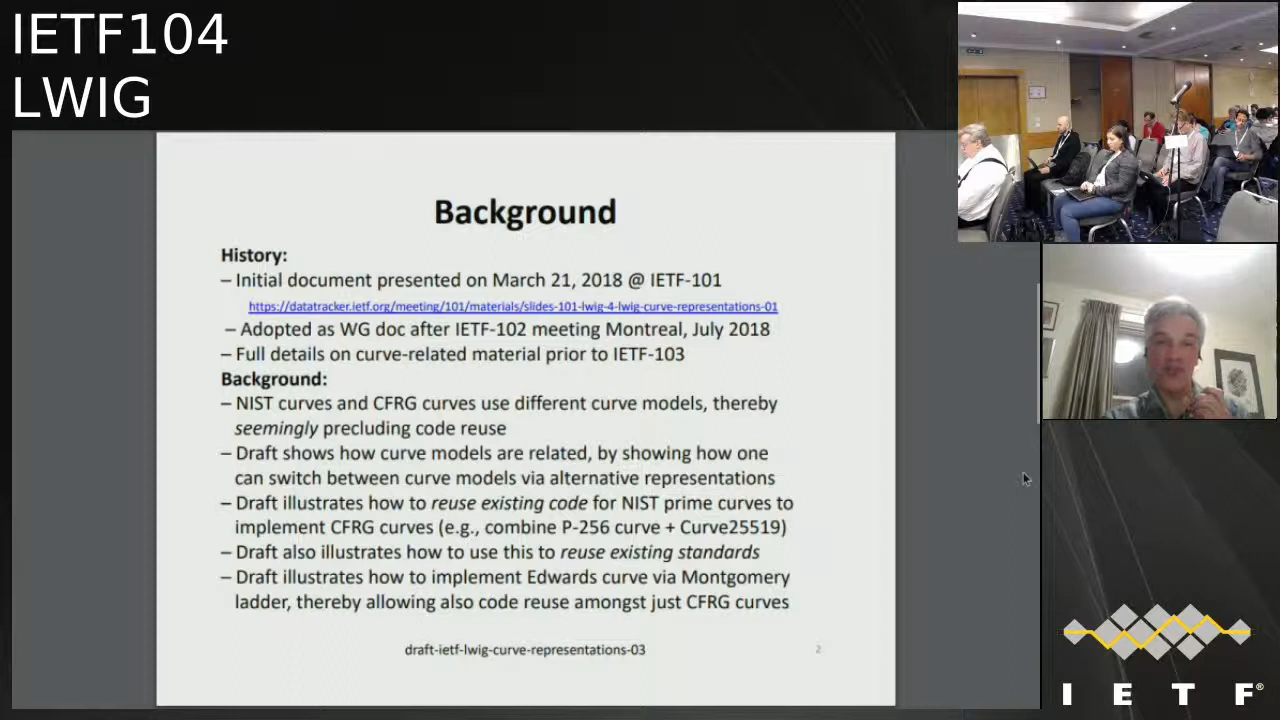 IETF104
LWIG
Background
History:
– Initial document presented on March 21, 2018 @ IETF-101
https://datatracker.ietf.org/meeting/101/materials/slides-101-lwig-4-lwig-curve-representations-01
– Adopted as WG doc after IETF-102 meeting Montreal, July 2018
– Full details on curve-related material prior to IETF-103
Background:
– NIST curves and CFRG curves use different curve models, thereby
seemingly precluding code reuse
– Draft shows how curve models are related, by showing how one
can switch between curve models via alternative representations
– Draft illustrates how to reuse existing code for NIST prime curves to
implement CFRG curves (e.g., combine P-256 curve + Curve25519)
– Draft also illustrates how to use this to reuse existing standards
– Draft illustrates how to implement Edwards curve via Montgomery
ladder, thereby allowing also code reuse amongst just CFRG curves
draft-ietf-lwig-curve-representations-03
2
I E T F®